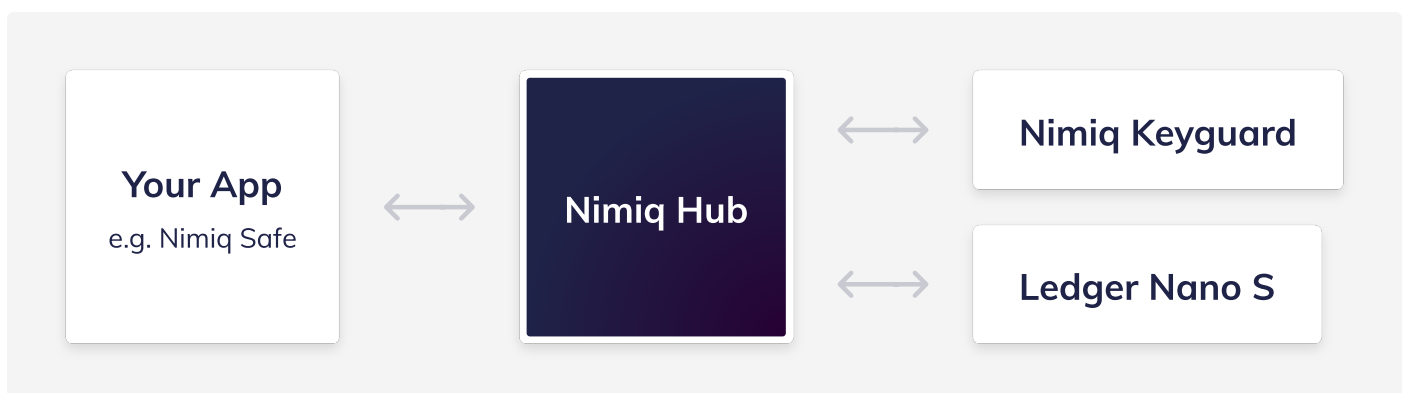 Your App
e.g. Nimiq Safe
Nimiq Hub
Nimiq Keyguard
Ledger Nano S